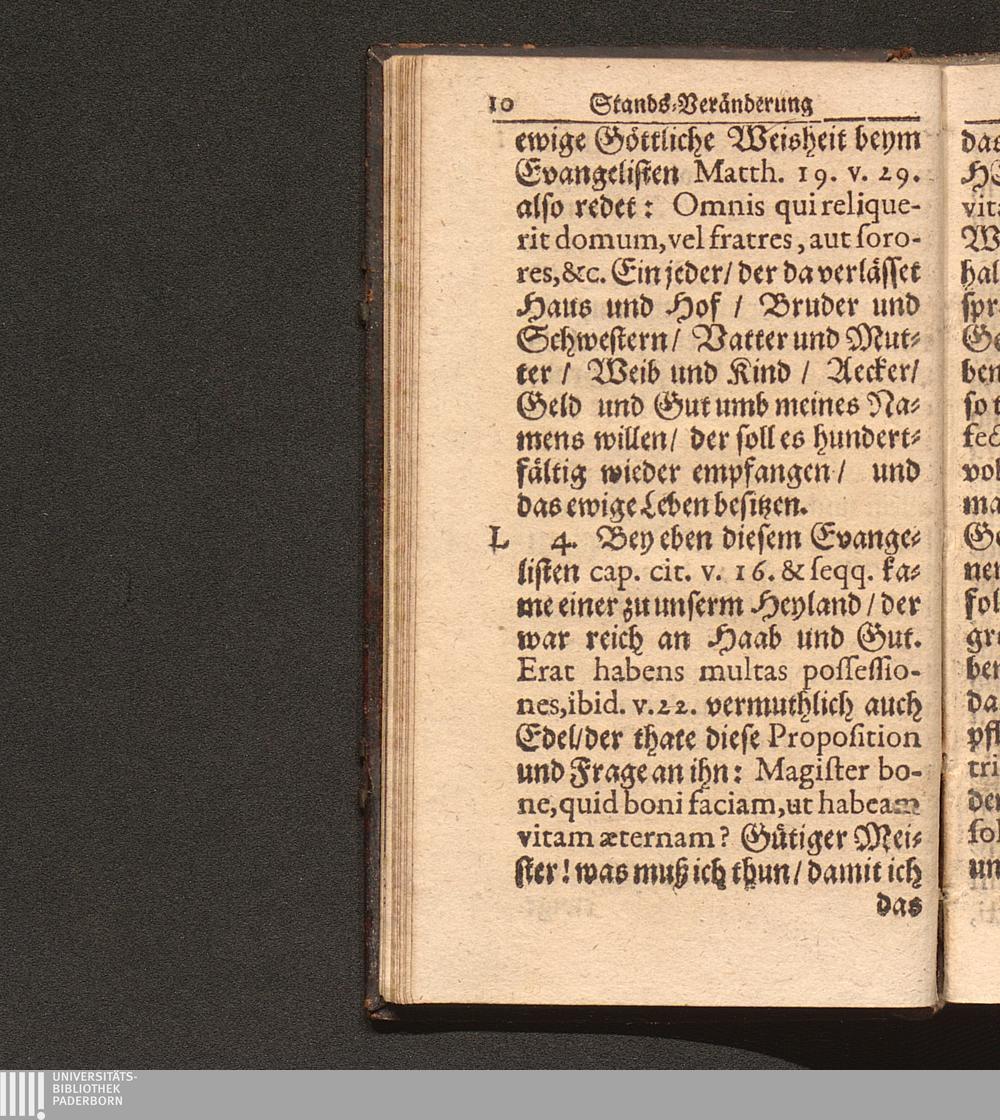 10 Stands-Veränderung
ewige Göttliche Weisheit beym
Evangelisten Matth. 19. v. 29.
also redet: Omnis qui relique-
rit domum, vel fratres, aut soro-
res, &c. Ein jeder/ der da verlässet
Haus und Hof / Bruder und
Schwestern/ Vatter und Mut-
ter / Weib und Kind / Aecker/
Geld und Gut umb meines Na-
mens willen/ der soll es hundert-
fältig wieder empfangen/ und
das ewige Leben besitzen.
L 4. Bey eben diesem Evange-
listen cap. cit. v. 16. & seqq. ka-
me einer zu unserm Heyland / der
war reich an Haab und Gut.
Erat habens multas possessio-
nes, ibid. v. 22. vermuthlich auch
Edel/ der thate diese Proposition
und Frage an ihn: Magister bo-
ne, quid boni faciam, ut habeam
vitam æternam? Gütiger Mei-
ster! was muß ich thun/ damit ich
das
UNIVERSITÄTS-
BIBLIOTHEK
PADERBORN